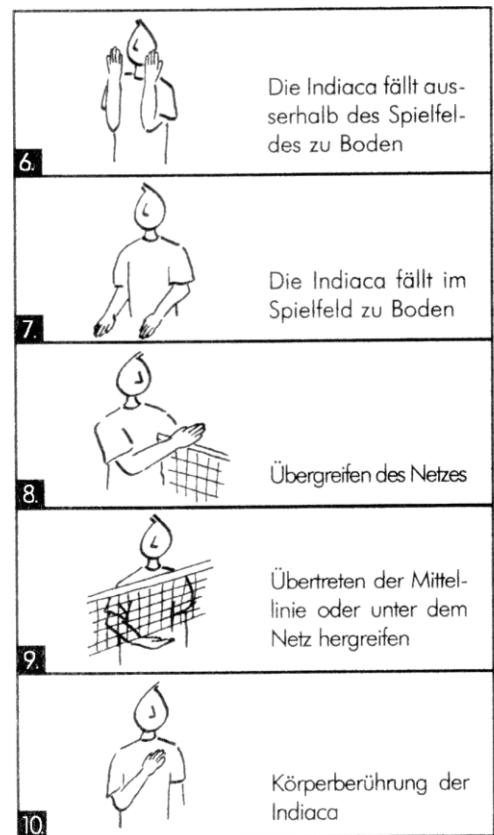 Die Indiaca fällt aus-
serhalb des Spielfel-
des zu Boden
6.
Die Indiaca fällt im
Spielfeld zu Boden
7.
Übergreifen des Netzes
8.
Übertreten der Mittel-
linie oder unter dem
Netz hergreifen
9.
Körperberührung der
Indiaca
10.